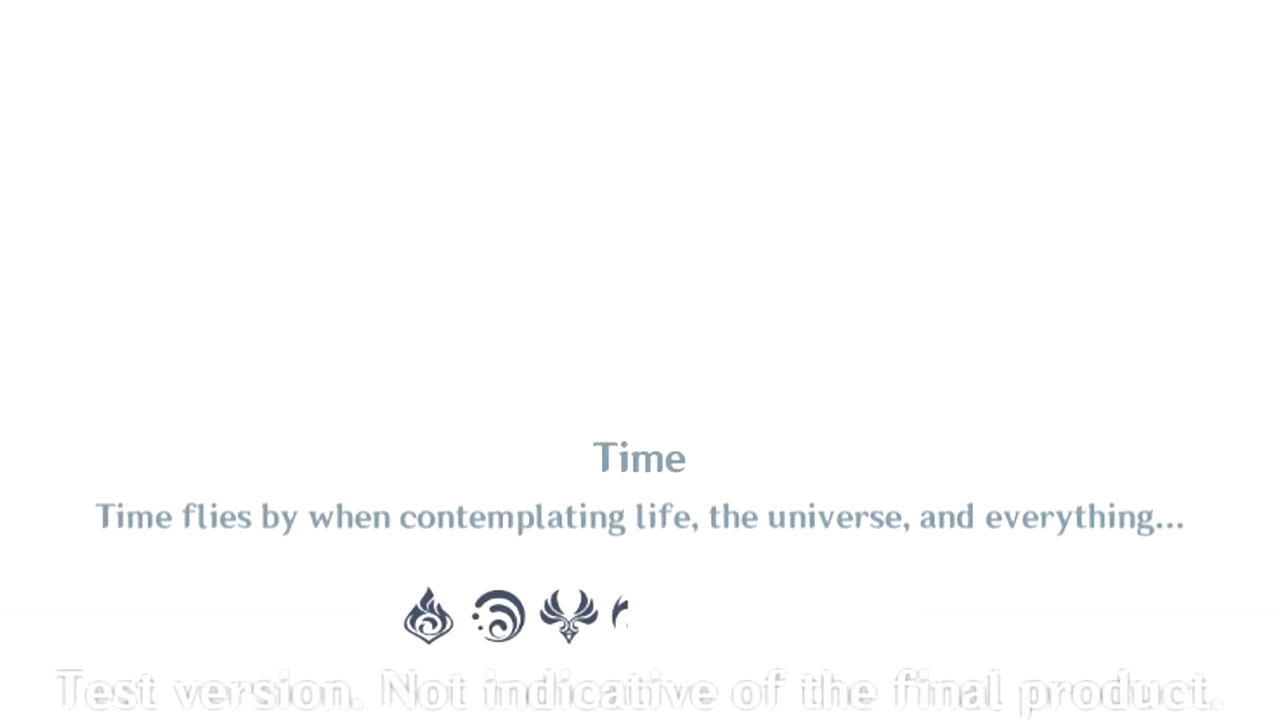 Time
Time flies by when contemplating life, the universe, and everything...
Test version. Not indicative of the final product.